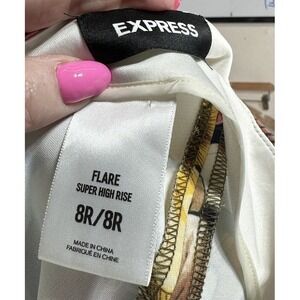 EXPRESS
FLARE
SUPER HIGH RISE
8R/8R
MADE IN CHINA
FABRIQUÉ EN CHINE